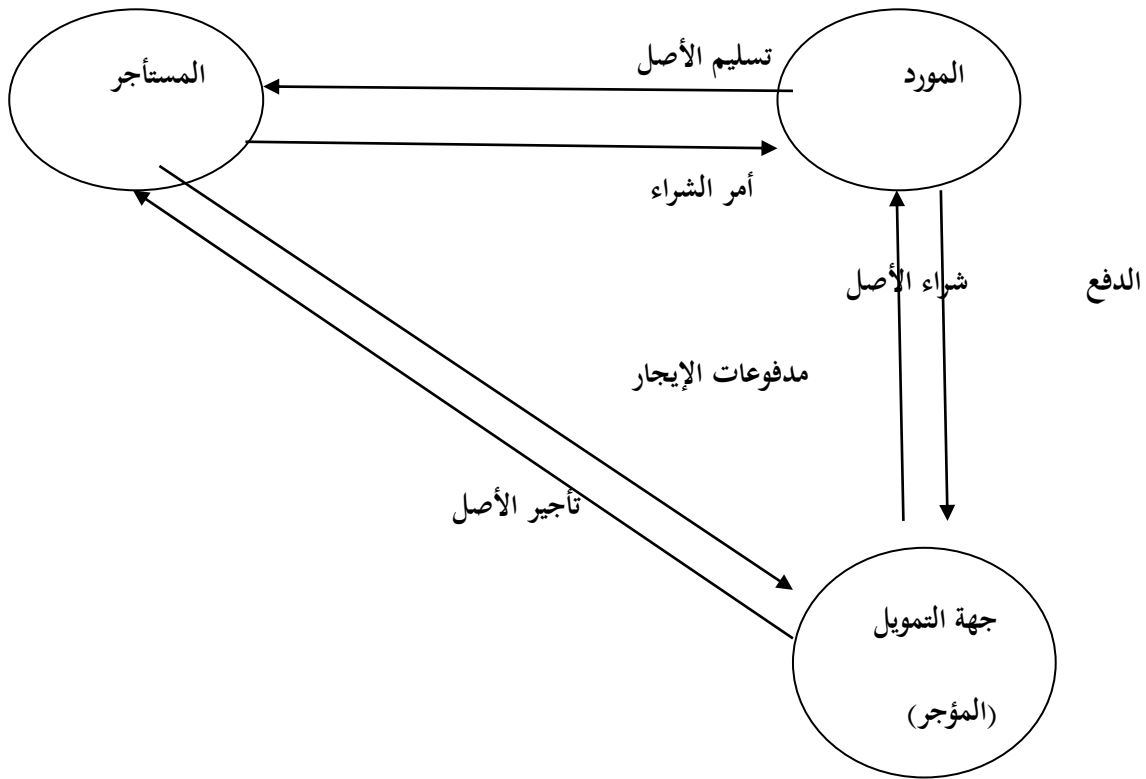 المورد
المستأجر
تسليم الأصل
أمر الشراء
الدفع
شراء الأصل
مدفوعات الإيجار
تأجير الأصل
جهة التمويل
(المؤجر)